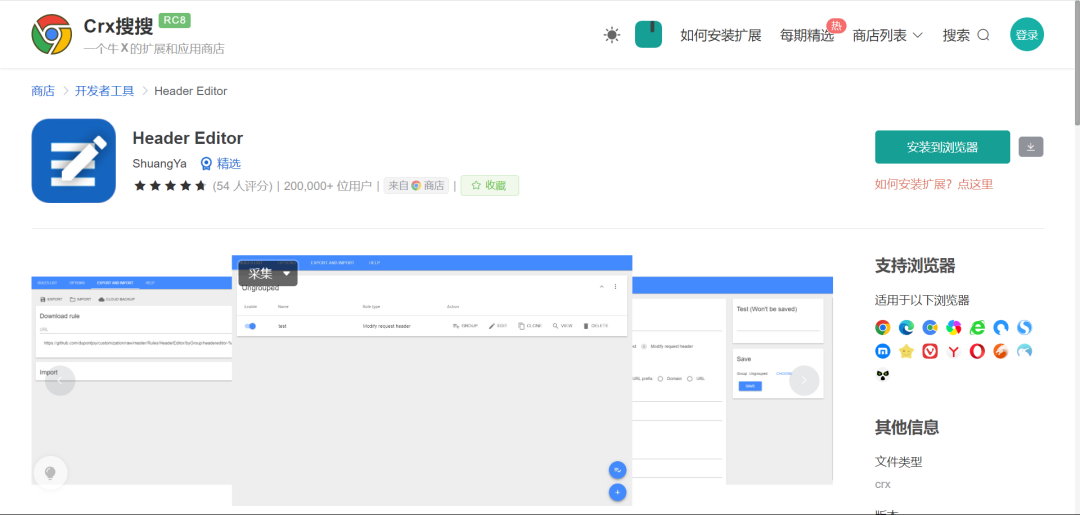 Crx搜搜 RC8
一个牛X的扩展和应用商店
如何安装扩展 每期精选 热 商店列表 搜索 登录
商店 > 开发者工具 > Header Editor
Header Editor
ShuangYa 精选
(54 人评分) | 200,000+ 位用户 | 来自 商店 | 收藏
安装到浏览器
如何安装扩展? 点这里
OPTIONS EXPORT AND IMPORT HELP
EXPORT IMPORT CLOUD BACKUP
Download rule
URL
Import
EXPORT AND IMPORT HELP
采集
Ungrouped
Enable Name Rule type Action
test Modify request header GROUP EDIT CLONE VIEW DELETE
Modify request header
URL prefix Domain URL
Test (Won't be saved)
Save
Group Ungrouped
SAVE
支持浏览器
适用于以下浏览器
其他信息
文件类型
crx
版本